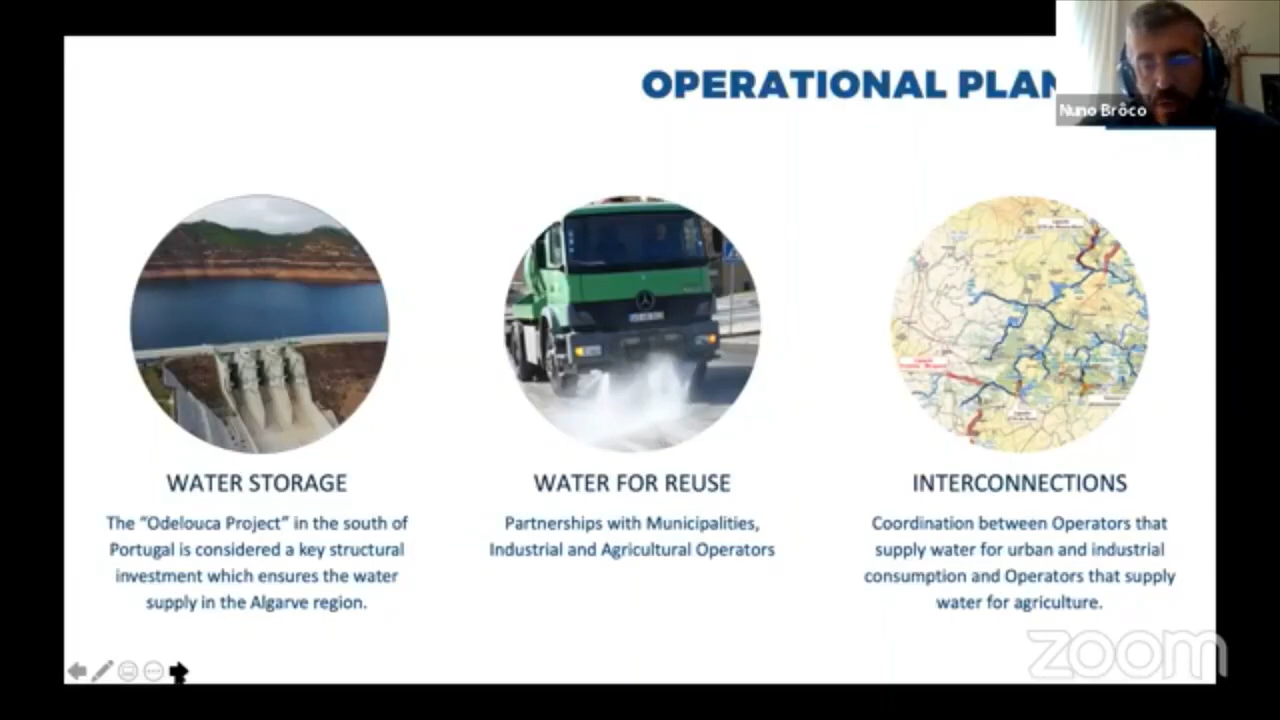 OPERATIONAL PLAN
Nuno Brôco
WATER STORAGE
The “Odelouca Project” in the south of
Portugal is considered a key structural
investment which ensures the water
supply in the Algarve region.
WATER FOR REUSE
Partnerships with Municipalities,
Industrial and Agricultural Operators
INTERCONNECTIONS
Coordination between Operators that
supply water for urban and industrial
consumption and Operators that supply
water for agriculture.
zoom